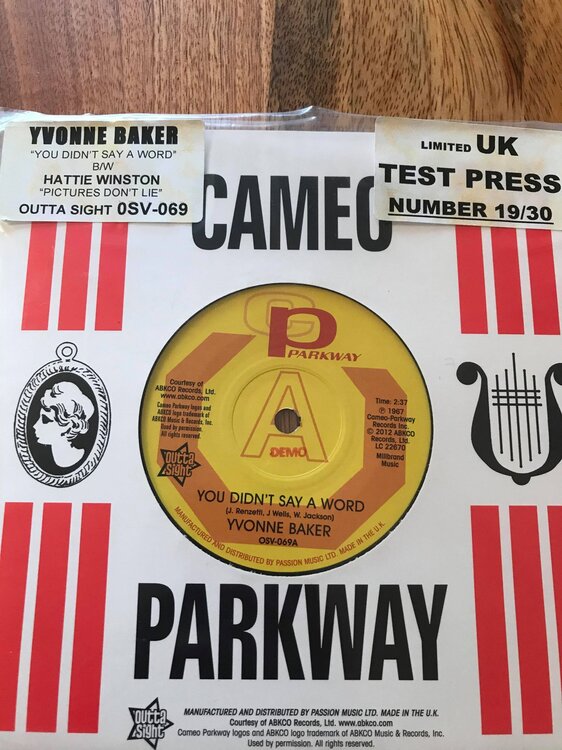 YVONNE BAKER
"YOU DIDN'T SAY A WORD"
B/W
HATTIE WINSTON
"PICTURES DON'T LIE"
OUTTA SIGHT OSV-069
LIMITED UK
TEST PRESS
NUMBER 19/30
CAMEO
C
P
PARKWAY
Courtesy of
ABKCO Records, Ltd.
www.abkco.com
Cameo Parkway logos and
ABKCO logo trademark of
ABKCO Music & Records, Inc.
Used by permission.
All rights reserved.
outta
sight
A
DEMO
Time: 2:37
℗ 1967
Cameo-Parkway
Records Inc.
© 2012 ABKCO
Records, Ltd.
LC 22670
Millbrand
Music
YOU DIDN'T SAY A WORD
(J. Renzetti, J Wells, W. Jackson)
YVONNE BAKER
OSV-069A
MANUFACTURED AND DISTRIBUTED BY PASSION MUSIC LTD. MADE IN THE U.K.
PARKWAY
outta
sight
MANUFACTURED AND DISTRIBUTED BY PASSION MUSIC LTD. MADE IN THE U.K.
Courtesy of ABKCO Records, Ltd. www.abkco.com
Cameo Parkway logos and ABKCO logo trademark of ABKCO Music & Records, Inc.
Used by permission. All rights reserved.